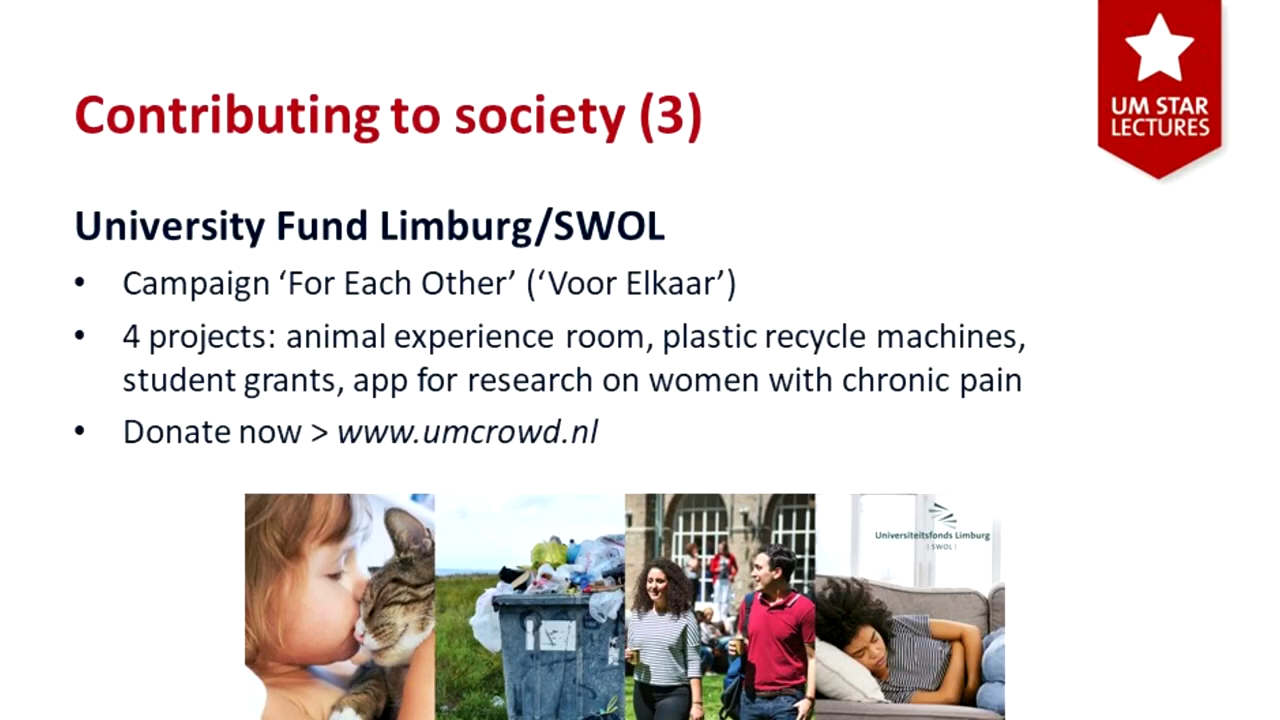 UM STAR
LECTURES
Contributing to society (3)
University Fund Limburg/SWOL
• Campaign ‘For Each Other’ (‘Voor Elkaar’)
• 4 projects: animal experience room, plastic recycle machines,
student grants, app for research on women with chronic pain
• Donate now > www.umcrowd.nl
Universiteitsfonds Limburg
| SWOL |